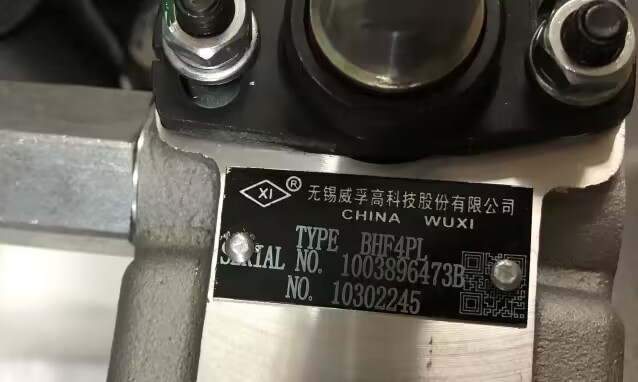 XI ® 无锡威孚高科技股份有限公司
CHINA WUXI
TYPE BHF4PL
SERIAL NO. 1003896473B
NO. 10302245